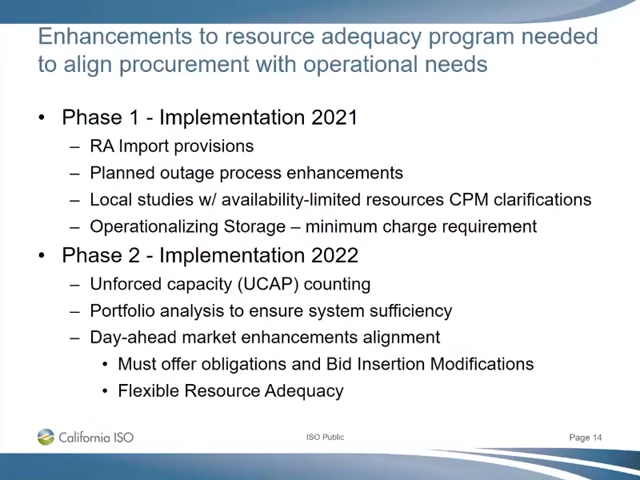 Enhancements to resource adequacy program needed
to align procurement with operational needs
• Phase 1 - Implementation 2021
– RA Import provisions
– Planned outage process enhancements
– Local studies w/ availability-limited resources CPM clarifications
– Operationalizing Storage – minimum charge requirement
• Phase 2 - Implementation 2022
– Unforced capacity (UCAP) counting
– Portfolio analysis to ensure system sufficiency
– Day-ahead market enhancements alignment
• Must offer obligations and Bid Insertion Modifications
• Flexible Resource Adequacy
California ISO
ISO Public
Page 14